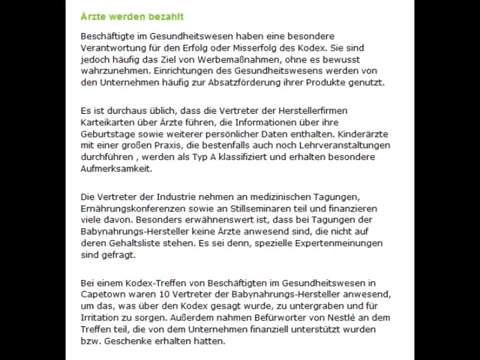 Ärzte werden bezahlt
Beschäftigte im Gesundheitswesen haben eine besondere
Verantwortung für den Erfolg oder Misserfolg des Kodex. Sie sind
jedoch häufig das Ziel von Werbemaßnahmen, ohne es bewusst
wahrzunehmen. Einrichtungen des Gesundheitswesens werden von
den Unternehmen häufig zur Absatzförderung ihrer Produkte genutzt.
Es ist durchaus üblich, dass die Vertreter der Herstellerfirmen
Karteikarten über Ärzte führen, die Informationen über ihre
Geburtstage sowie weiterer persönlicher Daten enthalten. Kinderärzte
mit einer großen Praxis, die bestenfalls auch noch Lehrveranstaltungen
durchführen , werden als Typ A klassifiziert und erhalten besondere
Aufmerksamkeit.
Die Vertreter der Industrie nehmen an medizinischen Tagungen,
Ernährungskonferenzen sowie an Stillseminaren teil und finanzieren
viele davon. Besonders erwähnenswert ist, dass bei Tagungen der
Babynahrungs-Hersteller keine Ärzte anwesend sind, die nicht auf
deren Gehaltsliste stehen. Es sei denn, spezielle Expertenmeinungen
sind gefragt.
Bei einem Kodex-Treffen von Beschäftigten im Gesundheitswesen in
Capetown waren 10 Vertreter der Babynahrungs-Hersteller anwesend,
um das, was über den Kodex gesagt wurde, zu untergraben und für
Irritation zu sorgen. Außerdem nahmen Befürworter von Nestlé an dem
Treffen teil, die von dem Unternehmen finanziell unterstützt wurden
bzw. Geschenke erhalten hatten.